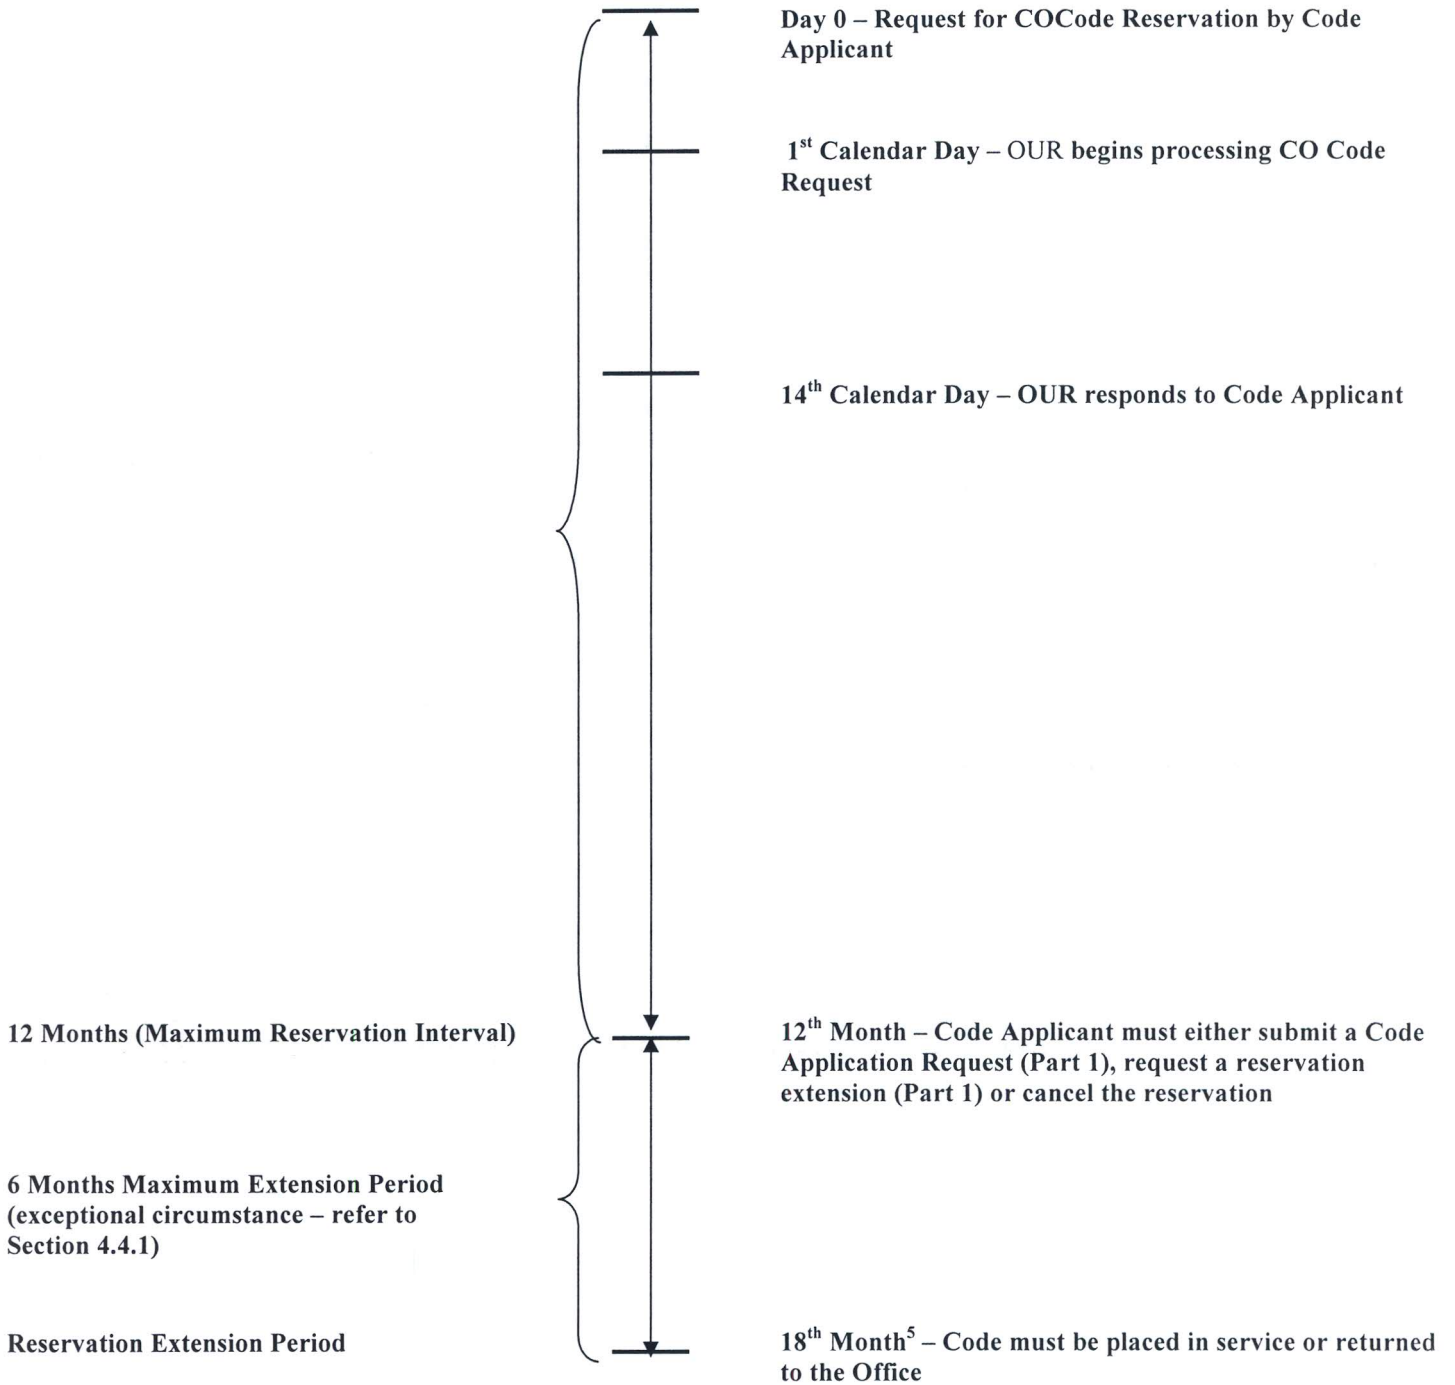 Day 0 – Request for COCode Reservation by Code
Applicant
1st Calendar Day – OUR begins processing CO Code
Request
14th Calendar Day – OUR responds to Code Applicant
12 Months (Maximum Reservation Interval)
12th Month – Code Applicant must either submit a Code
Application Request (Part 1), request a reservation
extension (Part 1) or cancel the reservation
6 Months Maximum Extension Period
(exceptional circumstance – refer to
Section 4.4.1)
Reservation Extension Period
18th Month5 – Code must be placed in service or returned
to the Office